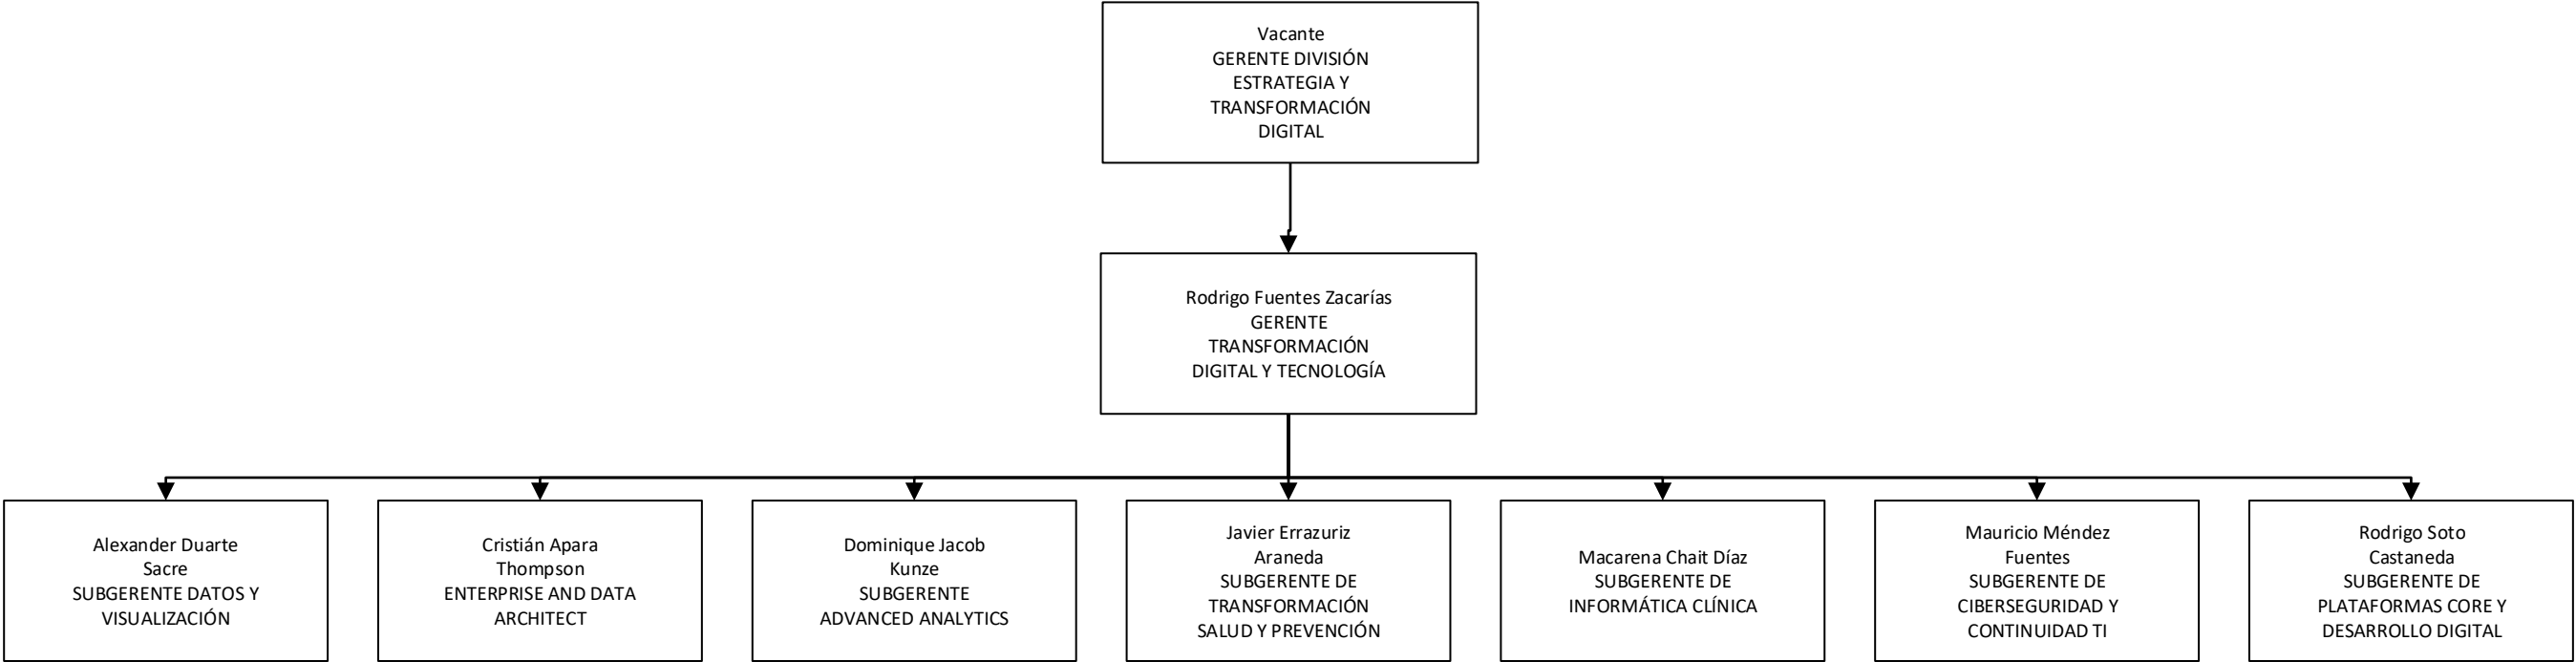 Vacante
GERENTE DIVISIÓN
ESTRATEGIA Y
TRANSFORMACIÓN
DIGITAL
Rodrigo Fuentes Zacarías
GERENTE
TRANSFORMACIÓN
DIGITAL Y TECNOLOGÍA
Alexander Duarte
Sacre
SUBGERENTE DATOS Y
VISUALIZACIÓN
Cristián Apara
Thompson
ENTERPRISE AND DATA
ARCHITECT
Dominique Jacob
Kunze
SUBGERENTE
ADVANCED ANALYTICS
Javier Errazuriz
Araneda
SUBGERENTE DE
TRANSFORMACIÓN
SALUD Y PREVENCIÓN
Macarena Chait Díaz
SUBGERENTE DE
INFORMÁTICA CLÍNICA
Mauricio Méndez
Fuentes
SUBGERENTE DE
CIBERSEGURIDAD Y
CONTINUIDAD TI
Rodrigo Soto
Castaneda
SUBGERENTE DE
PLATAFORMAS CORE Y
DESARROLLO DIGITAL